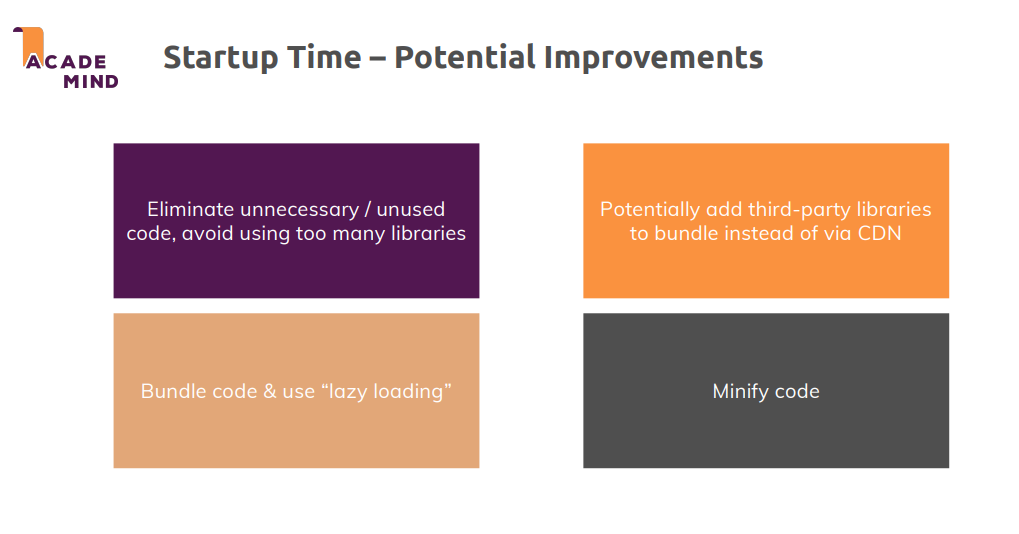 ACADE
MIND
Startup Time – Potential Improvements
Eliminate unnecessary / unused
code, avoid using too many libraries
Potentially add third-party libraries
to bundle instead of via CDN
Bundle code & use “lazy loading”
Minify code